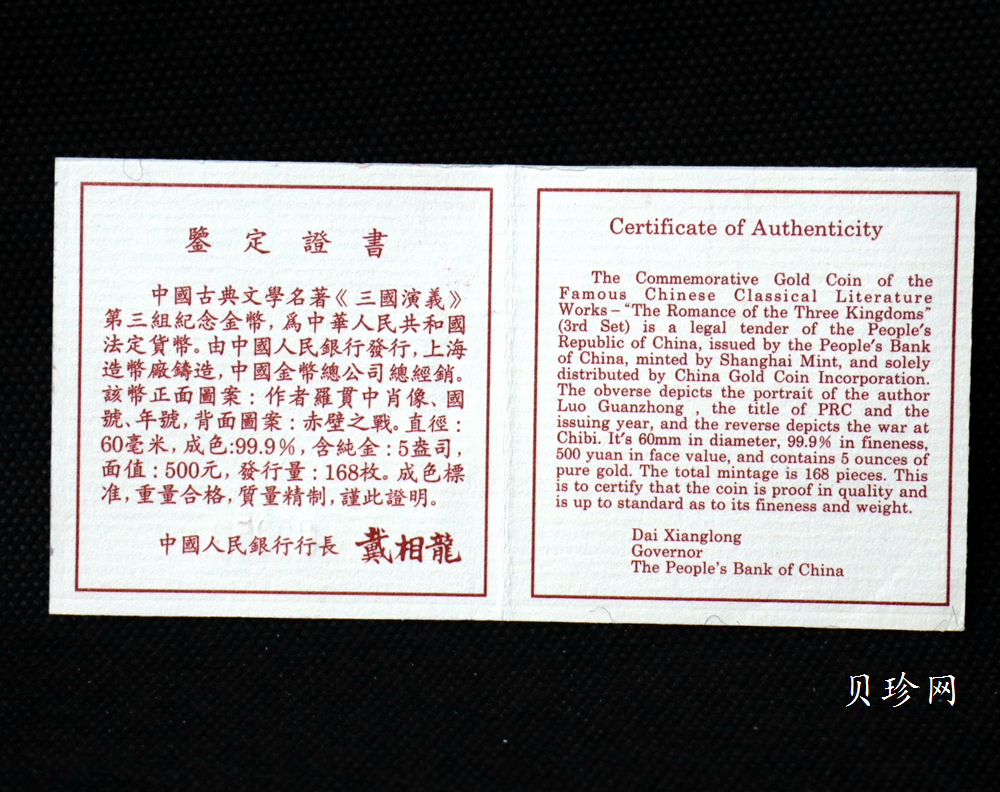 鑒定證書
中國古典文學名著《三國演義》
第三組紀念金幣，爲中華人民共和國
法定貨幣。由中國人民銀行發行，上海
造幣廠鑄造，中國金幣總公司總經銷。
該幣正面圖案：作者羅貫中肖像、國
號、年號，背面圖案：赤壁之戰。直徑：
60毫米，成色:99.9%，含純金：5盎司，
面值：500元，發行量：168枚。成色標
准，重量合格，質量精制，謹此證明。
中國人民銀行行長 戴相龍
Certificate of Authenticity
The Commemorative Gold Coin of the
Famous Chinese Classical Literature
Works – "The Romance of the Three Kingdoms"
(3rd Set) is a legal tender of the People's
Republic of China, issued by the People's Bank
of China, minted by Shanghai Mint, and solely
distributed by China Gold Coin Incorporation.
The obverse depicts the portrait of the author
Luo Guanzhong , the title of PRC and the
issuing year, and the reverse depicts the war at
Chibi. It's 60mm in diameter, 99.9% in fineness,
500 yuan in face value, and contains 5 ounces of
pure gold. The total mintage is 168 pieces. This
is to certify that the coin is proof in quality and
is up to standard as to its fineness and weight.
Dai Xianglong
Governor
The People's Bank of China
贝珍网